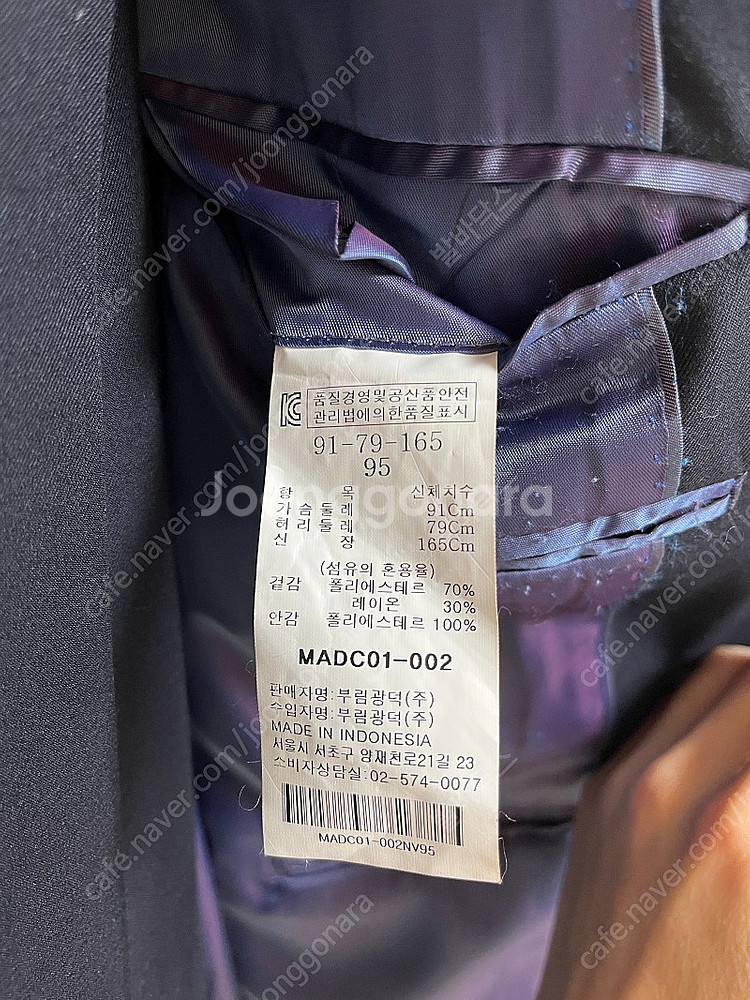 품질경영및공산품안전
관리법에의한품질표시
91-79-165
95
항 목 신체치수
가슴둘레 91Cm
허리둘레 79Cm
신 장 165Cm
(섬유의 혼용율)
겉감 폴리에스테르 70%
레이온 30%
안감 폴리에스테르 100%
MADC01-002
판매자명:부림광덕(주)
수입자명:부림광덕(주)
MADE IN INDONESIA
서울시 서초구 양재천로21길 23
소비자상담실:02-574-0077
MADC01-002NV95
Joonggonara
cafe.naver.com/joonggonara
발바닥스